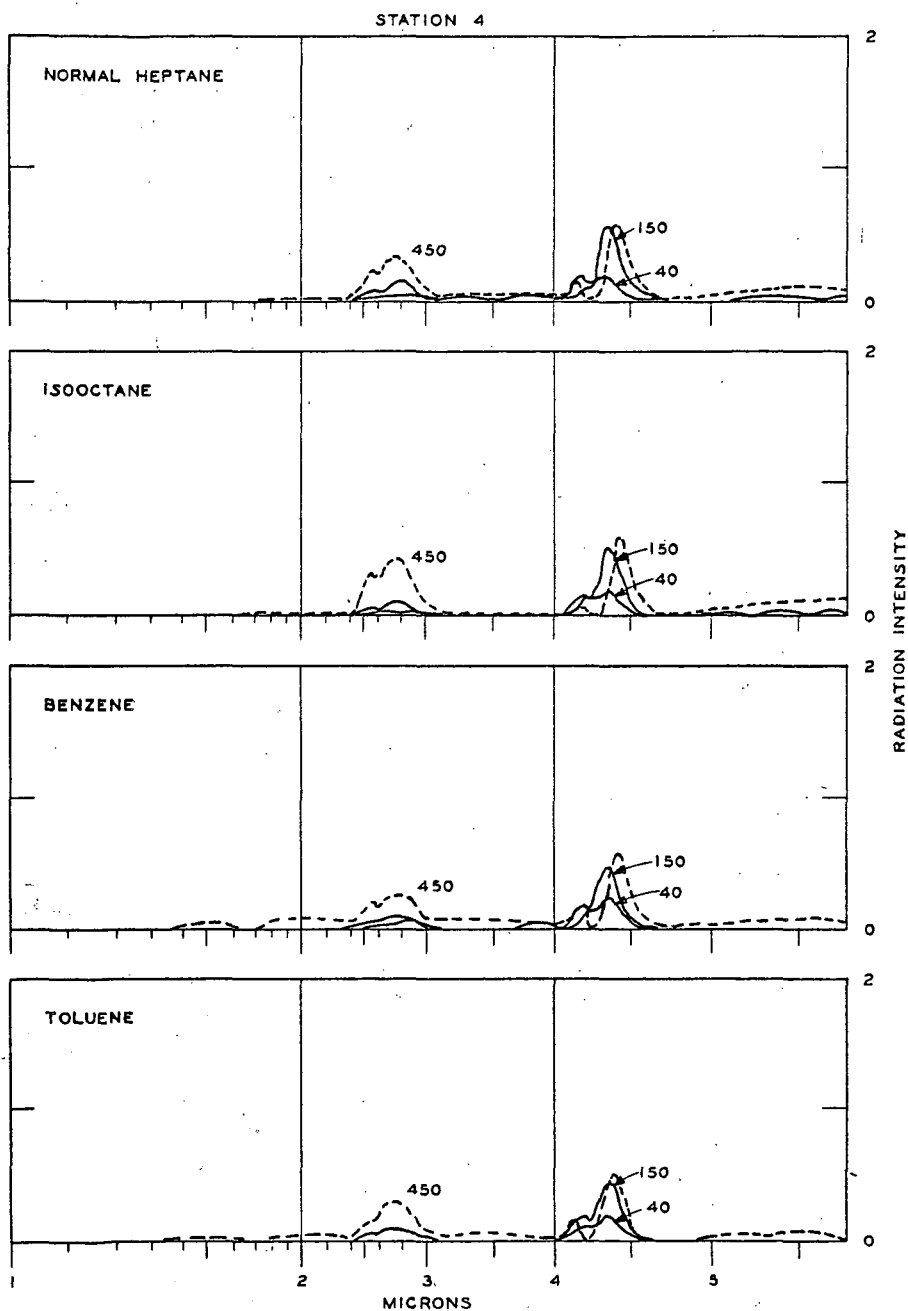 STATION 4
2
NORMAL HEPTANE
450
150
40
0
2
ISOOCTANE
450
150
40
0
2
BENZENE
450
150
40
0
2
TOLUENE
450
150
40
0
1 2 3 4 5
MICRONS
RADIATION INTENSITY